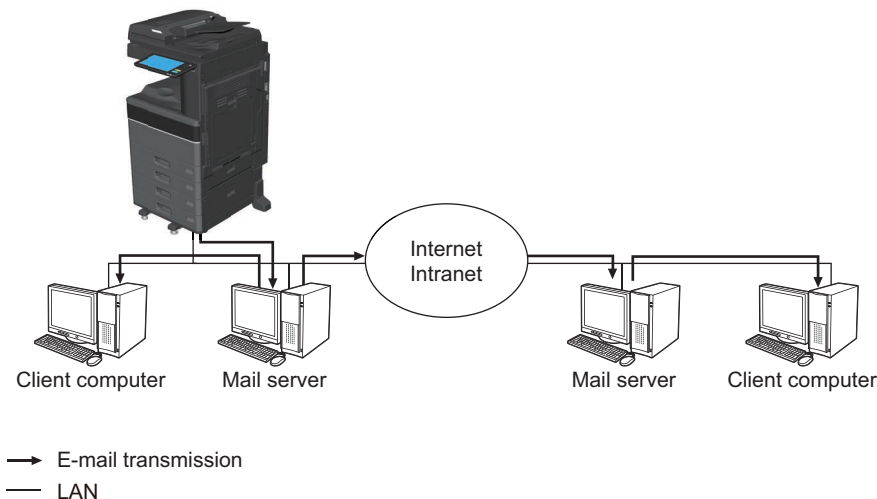 Internet
Intranet
Client computer
Mail server
Mail server
Client computer
E-mail transmission
LAN